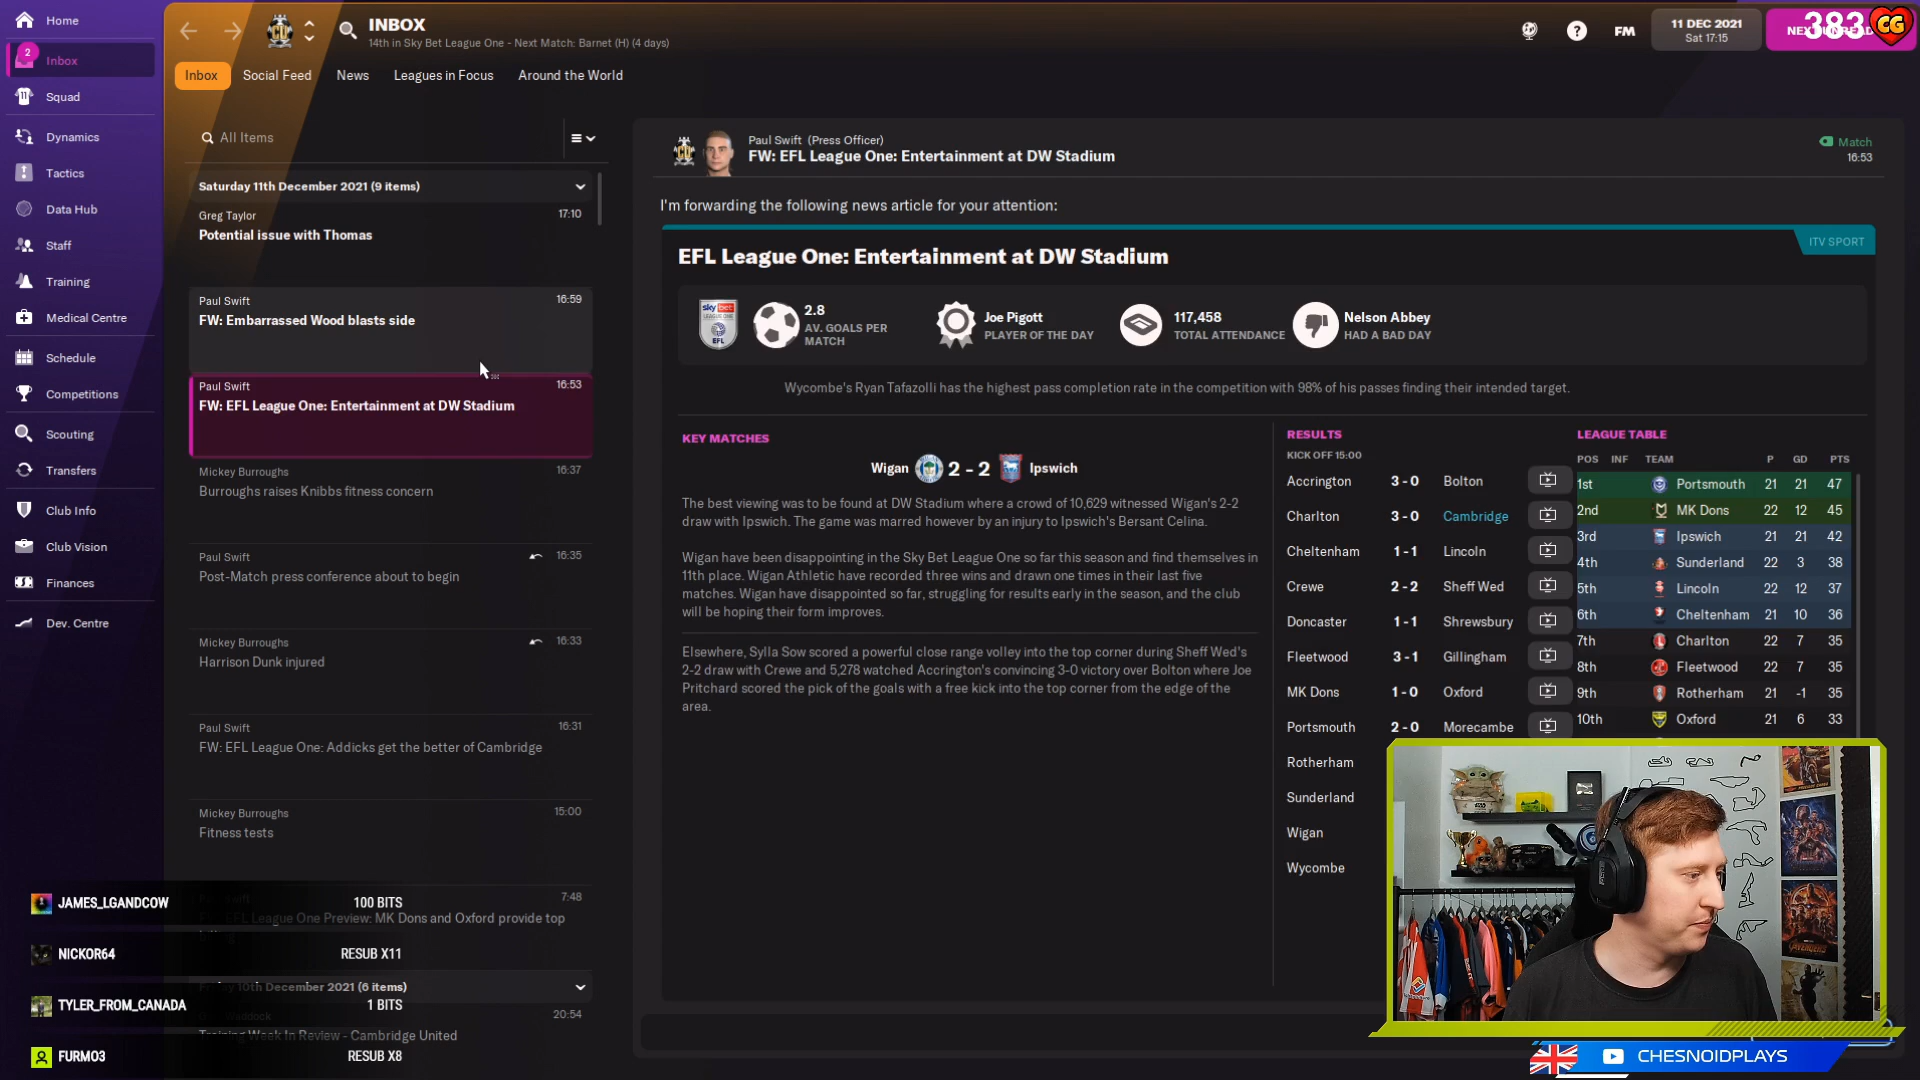 Home
INBOX
14th in Sky Bet League One - Next Match: Barnet (H) (4 days)
FM
11 DEC 2021
Sat 17:15
383
CG
2
Inbox
Squad
Dynamics
Tactics
Data Hub
Staff
Training
Medical Centre
Schedule
Competitions
Scouting
Transfers
Club Info
Club Vision
Finances
Dev. Centre
Inbox
Social Feed
News
Leagues in Focus
Around the World
All Items
Saturday 11th December 2021 (9 items)
Greg Taylor
17:10
Potential issue with Thomas
Paul Swift
16:59
FW: Embarrassed Wood blasts side
Paul Swift
16:53
FW: EFL League One: Entertainment at DW Stadium
Mickey Burroughs
16:37
Burroughs raises Knibbs fitness concern
Paul Swift
16:35
Post-Match press conference about to begin
Mickey Burroughs
16:33
Harrison Dunk injured
Paul Swift
16:31
FW: EFL League One: Addicks get the better of Cambridge
Mickey Burroughs
15:00
Fitness tests
7:48
EFL League One Preview: MK Dons and Oxford provide top
10th December 2021 (6 items)
20:54
Training Week In Review - Cambridge United
JAMES_LGANDCOW 100 BITS
NICKOR64 RESUB X11
TYLER_FROM_CANADA 1 BITS
FURMO3 RESUB X8
Paul Swift (Press Officer)
FW: EFL League One: Entertainment at DW Stadium
Match
16:53
I'm forwarding the following news article for your attention:
ITV SPORT
EFL League One: Entertainment at DW Stadium
sky bet
EFL
2.8
AV. GOALS PER
MATCH
Joe Pigott
PLAYER OF THE DAY
117,458
TOTAL ATTENDANCE
Nelson Abbey
HAD A BAD DAY
Wycombe's Ryan Tafazolli has the highest pass completion rate in the competition with 98% of his passes finding their intended target.
KEY MATCHES
Wigan 2 - 2 Ipswich
The best viewing was to be found at DW Stadium where a crowd of 10,629 witnessed Wigan's 2-2
draw with Ipswich. The game was marred however by an injury to Ipswich's Bersant Celina.
Wigan have been disappointing in the Sky Bet League One so far this season and find themselves in
11th place. Wigan Athletic have recorded three wins and drawn one times in their last five
matches. Wigan have disappointed so far, struggling for results early in the season, and the club
will be hoping their form improves.
Elsewhere, Sylla Sow scored a powerful close range volley into the top corner during Sheff Wed's
2-2 draw with Crewe and 5,278 watched Accrington's convincing 3-0 victory over Bolton where Joe
Pritchard scored the pick of the goals with a free kick into the top corner from the edge of the
area.
RESULTS
KICK OFF 15:00
Accrington 3 - 0 Bolton
Charlton 3 - 0 Cambridge
Cheltenham 1 - 1 Lincoln
Crewe 2 - 2 Sheff Wed
Doncaster 1 - 1 Shrewsbury
Fleetwood 3 - 1 Gillingham
MK Dons 1 - 0 Oxford
Portsmouth 2 - 0 Morecambe
Rotherham
Sunderland
Wigan
Wycombe
LEAGUE TABLE
POS INF TEAM P GD PTS
1st Portsmouth 21 21 47
2nd MK Dons 22 12 45
3rd Ipswich 21 21 42
4th Sunderland 22 3 38
5th Lincoln 22 12 37
6th Cheltenham 21 10 36
7th Charlton 22 7 35
8th Fleetwood 22 7 35
9th Rotherham 21 -1 35
10th Oxford 21 6 33
CHESNOIDPLAYS